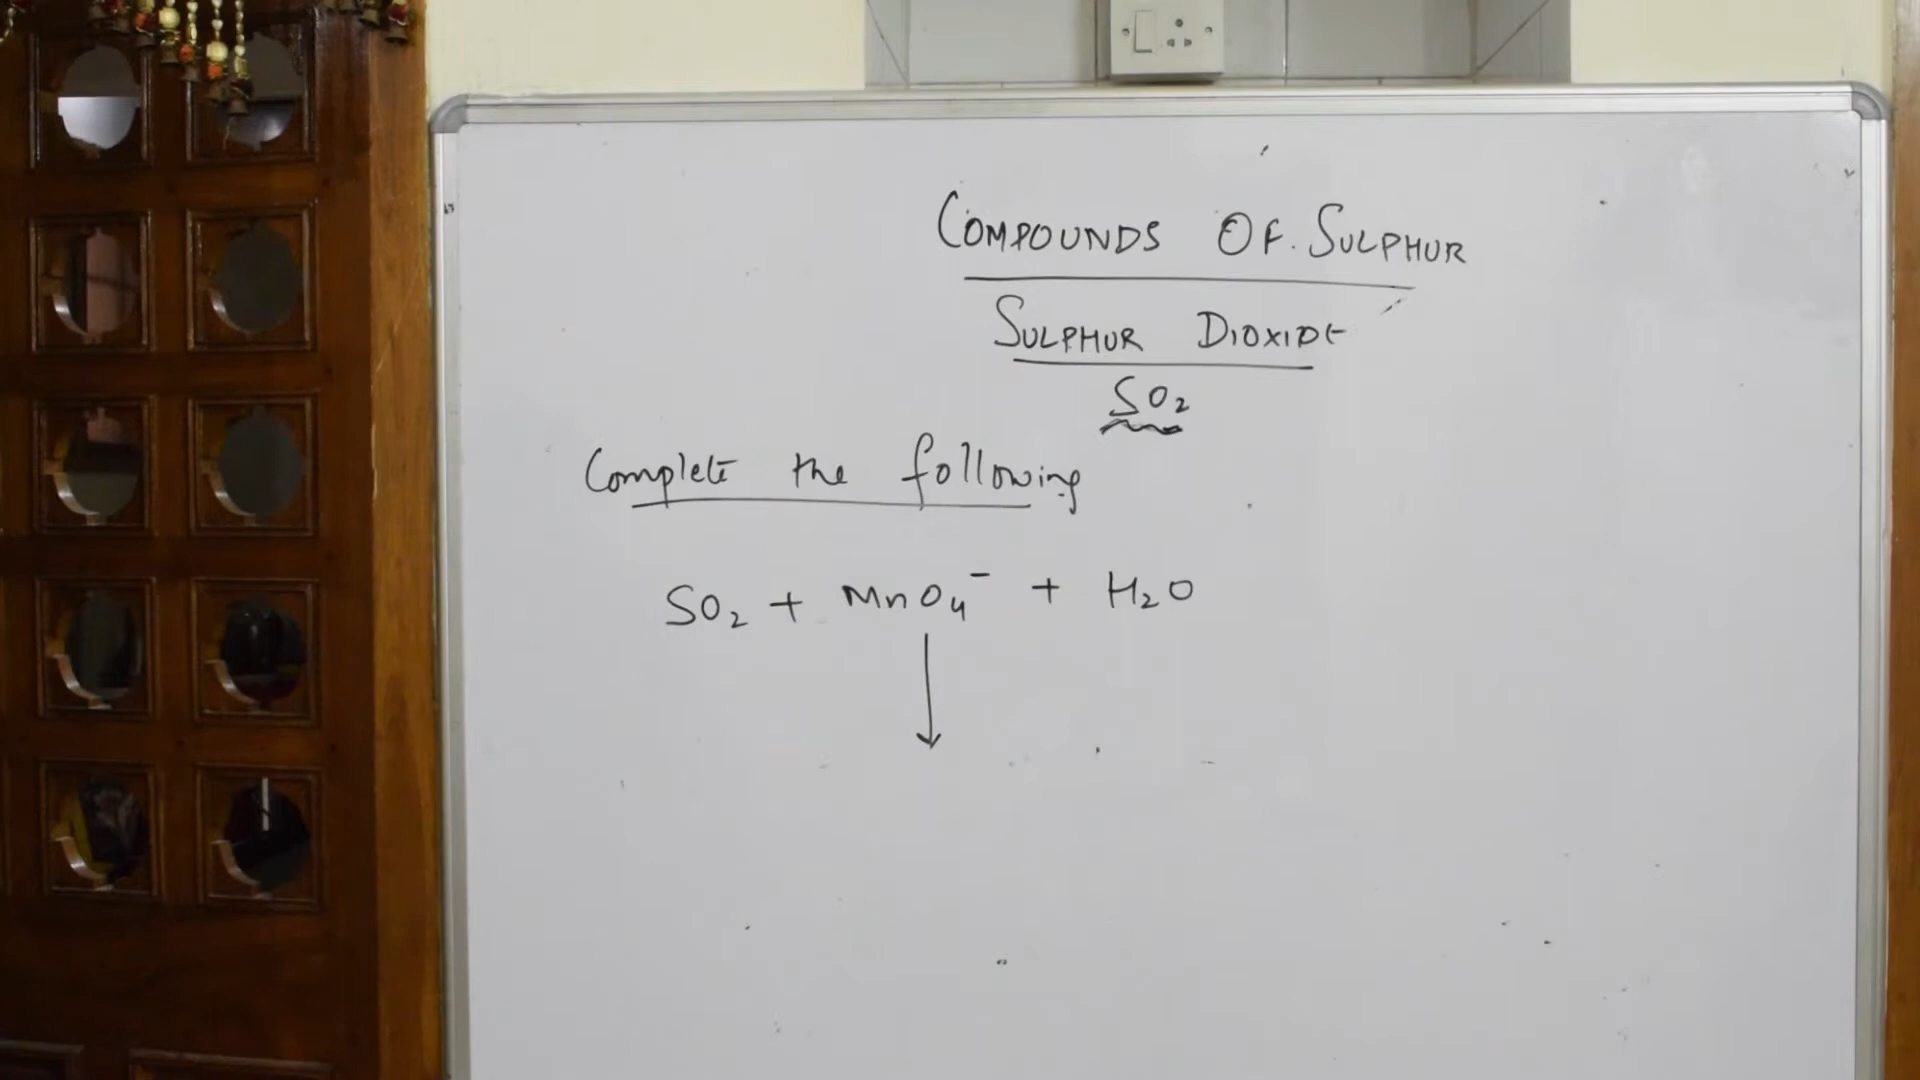 COMPOUNDS OF. SULPHUR
SULPHUR DIOXIDE
SO₂
Complete the following
SO₂ + MnO₄⁻ + H₂O
↓